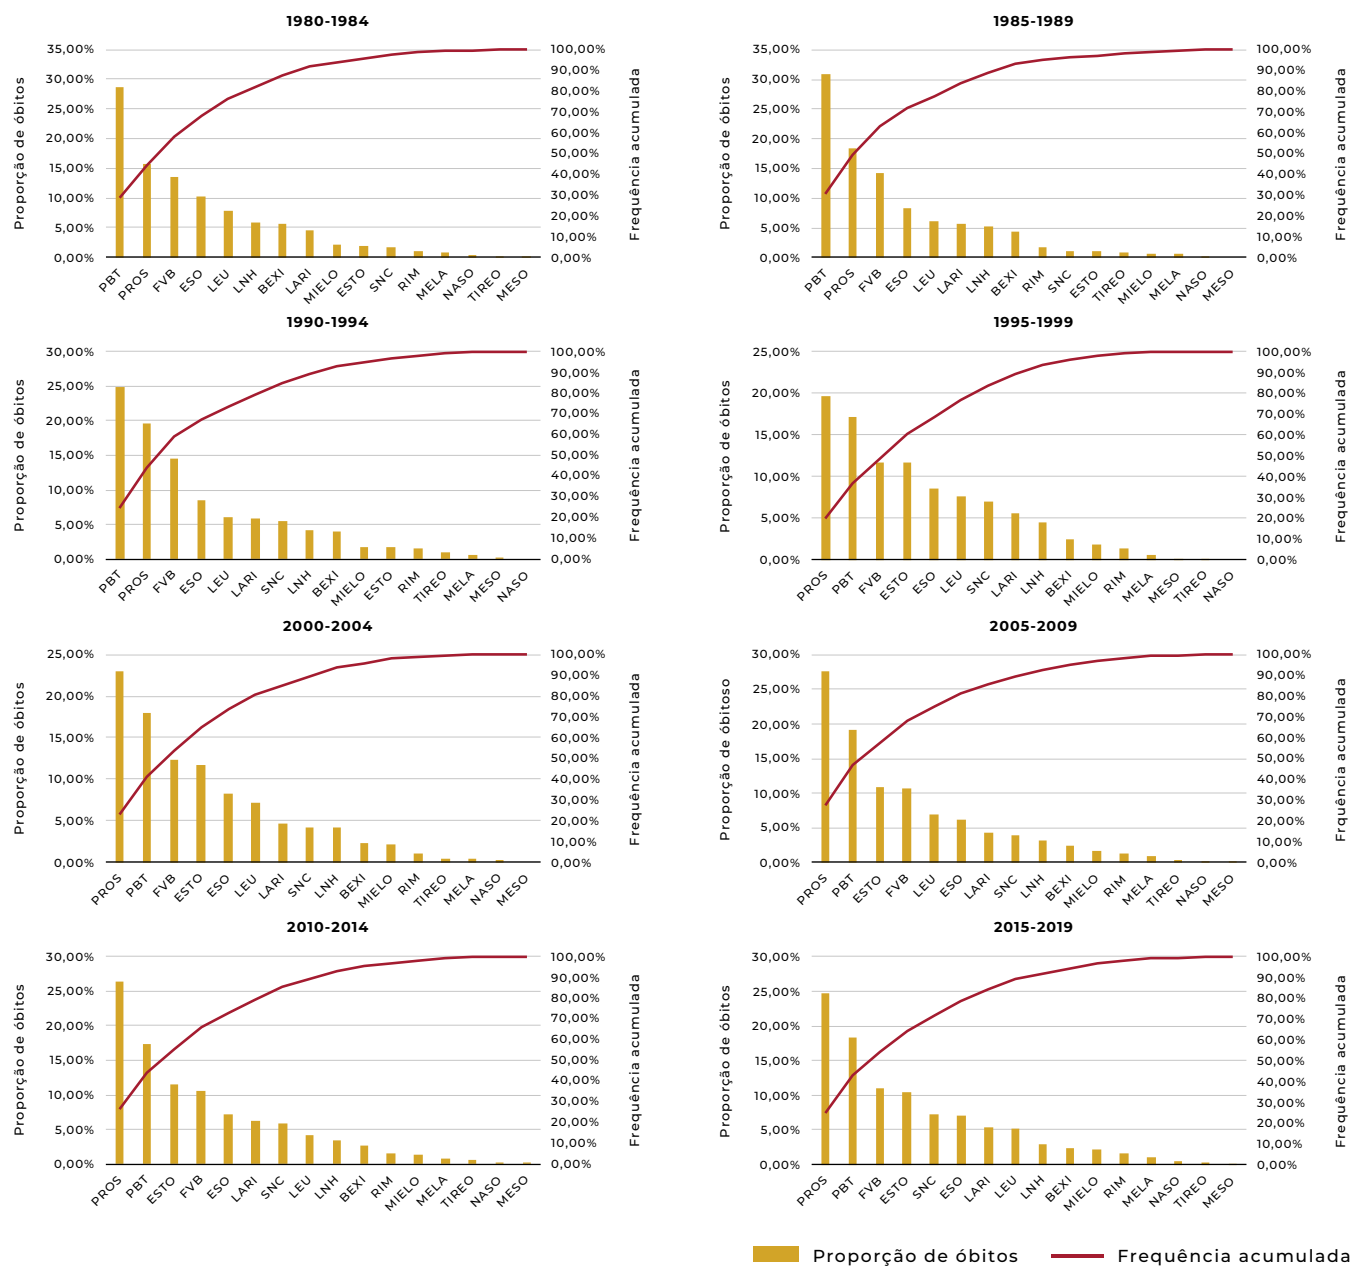 1980-1984
Proporção de óbitos
35,00%
30,00%
25,00%
20,00%
15,00%
10,00%
5,00%
0,00%
100,00%
90,00%
80,00%
70,00%
60,00%
50,00%
40,00%
30,00%
20,00%
10,00%
0,00%
Frequência acumulada
PBT
PROS
FVB
ESO
LEU
LNH
BEXI
LARI
MIELO
ESTO
SNC
RIM
MELA
NASO
TIREO
MESO
1985-1989
Proporção de óbitos
35,00%
30,00%
25,00%
20,00%
15,00%
10,00%
5,00%
0,00%
100,00%
90,00%
80,00%
70,00%
60,00%
50,00%
40,00%
30,00%
20,00%
10,00%
0,00%
Frequência acumulada
PBT
PROS
FVB
ESO
LEU
LARI
LNH
BEXI
RIM
SNC
ESTO
TIREO
MIELO
MELA
NASO
MESO
1990-1994
Proporção de óbitos
30,00%
25,00%
20,00%
15,00%
10,00%
5,00%
0,00%
100,00%
90,00%
80,00%
70,00%
60,00%
50,00%
40,00%
30,00%
20,00%
10,00%
0,00%
Frequência acumulada
PBT
PROS
FVB
ESO
LEU
LARI
SNC
LNH
BEXI
MIELO
ESTO
RIM
TIREO
MELA
MESO
NASO
1995-1999
Proporção de óbitos
25,00%
20,00%
15,00%
10,00%
5,00%
0,00%
100,00%
90,00%
80,00%
70,00%
60,00%
50,00%
40,00%
30,00%
20,00%
10,00%
0,00%
Frequência acumulada
PROS
PBT
FVB
ESTO
ESO
LEU
SNC
LARI
LNH
BEXI
MIELO
RIM
MELA
MESO
TIREO
NASO
2000-2004
Proporção de óbitos
25,00%
20,00%
15,00%
10,00%
5,00%
0,00%
100,00%
90,00%
80,00%
70,00%
60,00%
50,00%
40,00%
30,00%
20,00%
10,00%
0,00%
Frequência acumulada
PROS
PBT
FVB
ESTO
ESO
LEU
LARI
SNC
LNH
BEXI
MIELO
RIM
TIREO
MELA
NASO
MESO
2005-2009
Proporção de óbitoso
30,00%
25,00%
20,00%
15,00%
10,00%
5,00%
0,00%
100,00%
90,00%
80,00%
70,00%
60,00%
50,00%
40,00%
30,00%
20,00%
10,00%
0,00%
Frquência acumulada
PROS
PBT
ESTO
FVB
LEU
ESO
LARI
SNC
LNH
BEXI
MIELO
RIM
MELA
TIREO
NASO
MESO
2010-2014
Proporção de óbitos
30,00%
25,00%
20,00%
15,00%
10,00%
5,00%
0,00%
100,00%
90,00%
80,00%
70,00%
60,00%
50,00%
40,00%
30,00%
20,00%
10,00%
0,00%
Frequência acumulada
PROS
PBT
ESTO
FVB
ESO
LARI
SNC
LEU
LNH
BEXI
RIM
MIELO
MELA
TIREO
NASO
MESO
2015-2019
Proporção de óbitos
30,00%
25,00%
20,00%
15,00%
10,00%
5,00%
0,00%
100,00%
90,00%
80,00%
70,00%
60,00%
50,00%
40,00%
30,00%
20,00%
10,00%
0,00%
Frequência acumulada
PROS
PBT
FVB
ESTO
SNC
ESO
LARI
LEU
LNH
BEXI
MIELO
RIM
MELA
NASO
TIREO
MESO
Proporção de óbitos
Frequência acumulada